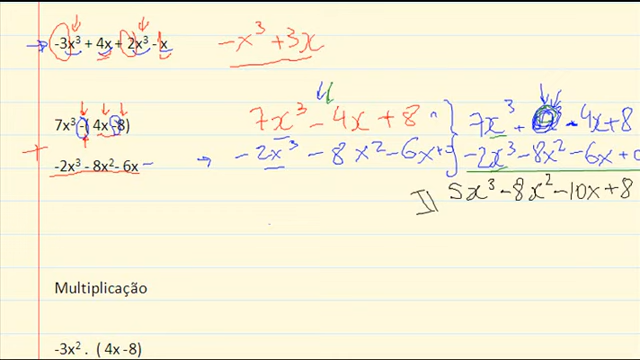 -3x³ + 4x + 2x³ - x
-x³ + 3x
7x³ - ( 4x -8)
7x³ - 4x + 8
-2x³ - 8x² - 6x
-2x³ - 8x² - 6x + 0
7x³ + - 4x + 8
-2x³ - 8x² - 6x + 0
5x³ - 8x² - 10x + 8
Multiplicação
-3x² . ( 4x -8)